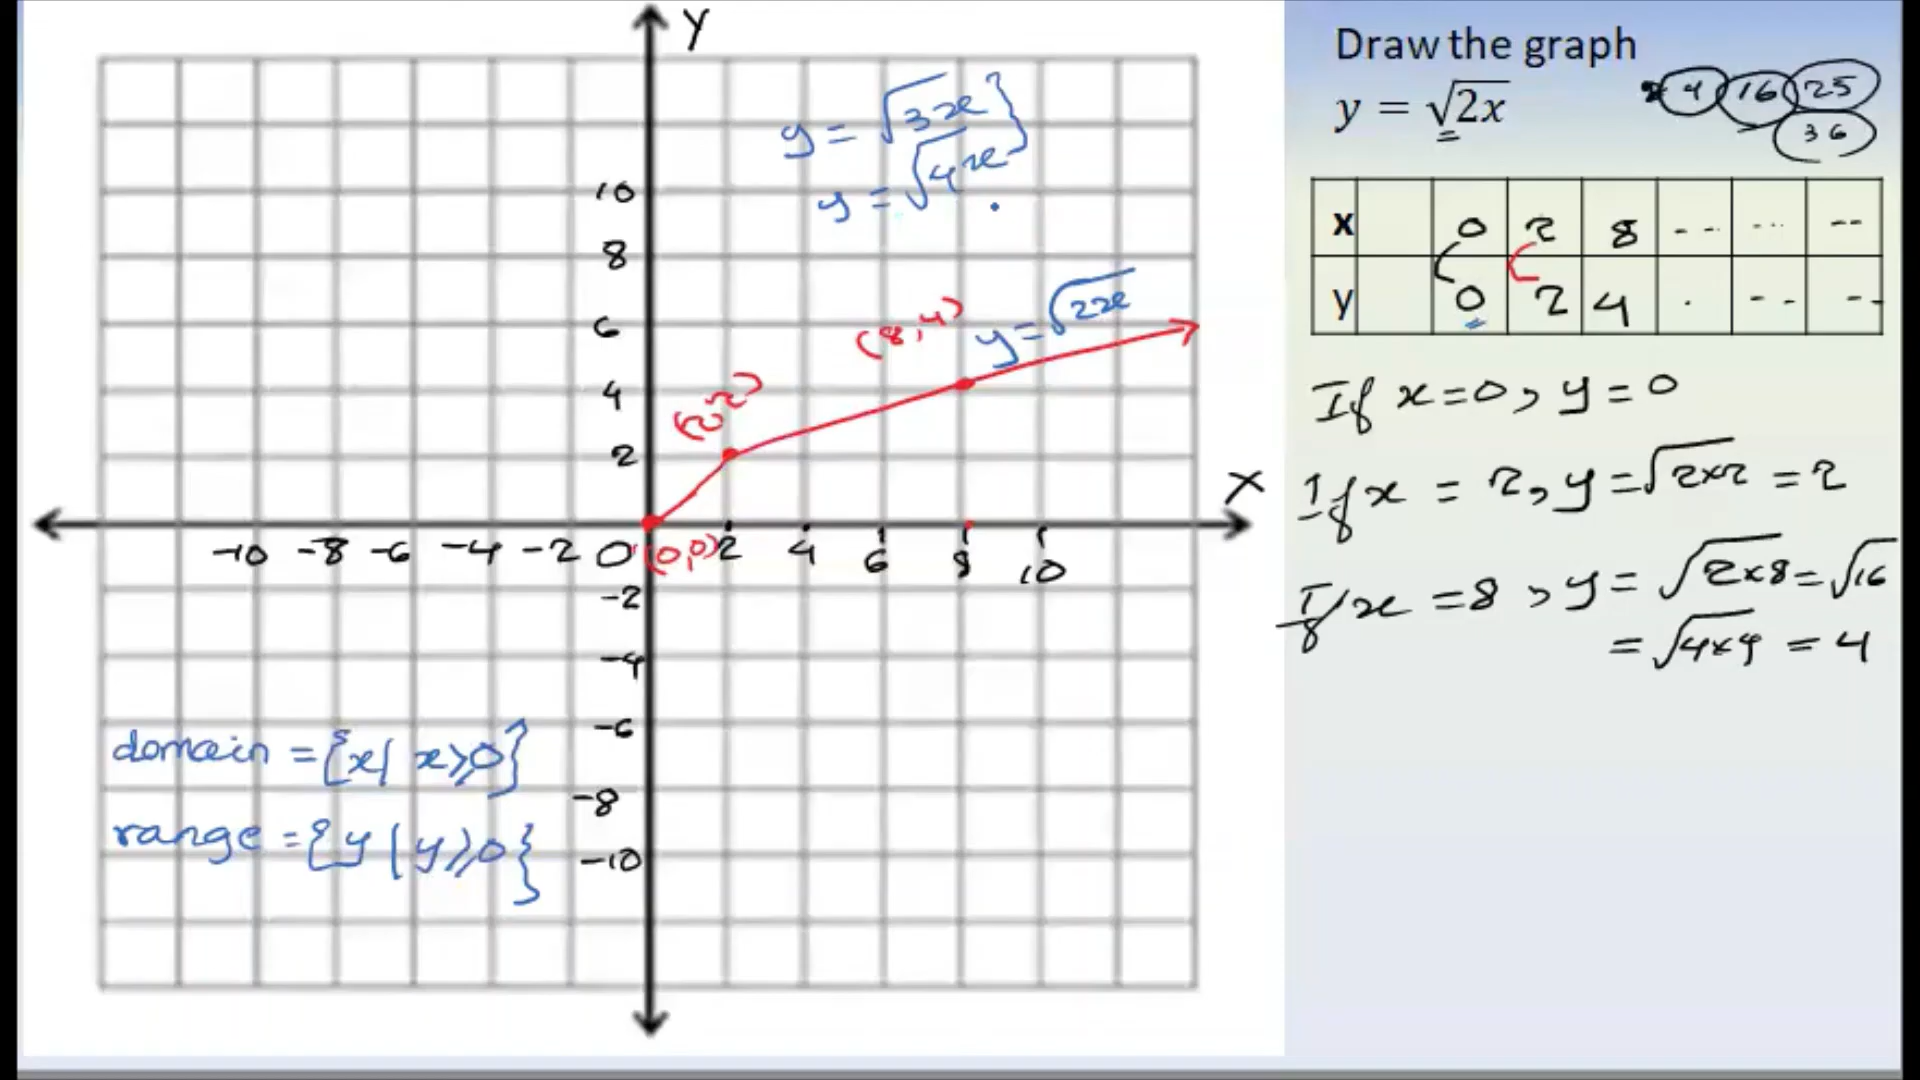 Draw the graph
y = √2x
4 16 25
36
x 0 2 8 -- -- --
y 0 2 4 . -- --
If x = 0, y = 0
If x = 2, y = √2×2 = 2
If x = 8, y = √2×8 = √16
= √4×4 = 4
Y
y = √3x }
y = √4x
10
8
6
4
2
(8,4) y = √2x
(2,2)
X
-10 -8 -6 -4 -2 0 (0,0) 2 4 6 8 10
-2
-4
-6
-8
-10
domain = {x| x≥0}
range = {y | y≥0}